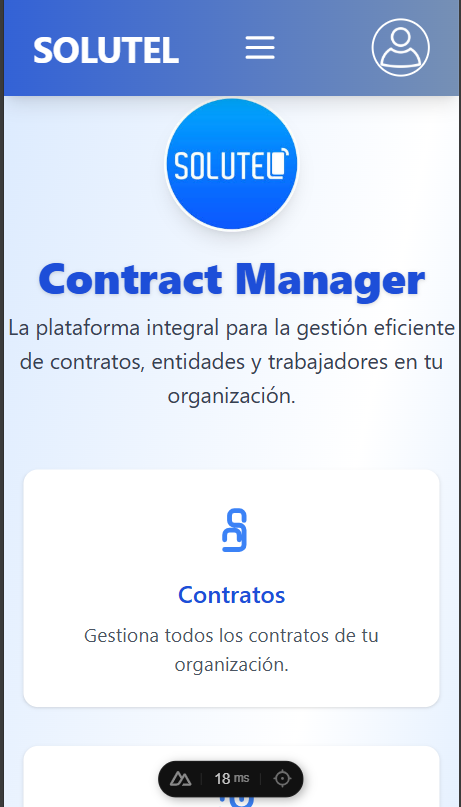 SOLUTEL
SOLUTEL
Contract Manager
La plataforma integral para la gestión eficiente
de contratos, entidades y trabajadores en tu
organización.
Contratos
Gestiona todos los contratos de tu
organización.
18 ms